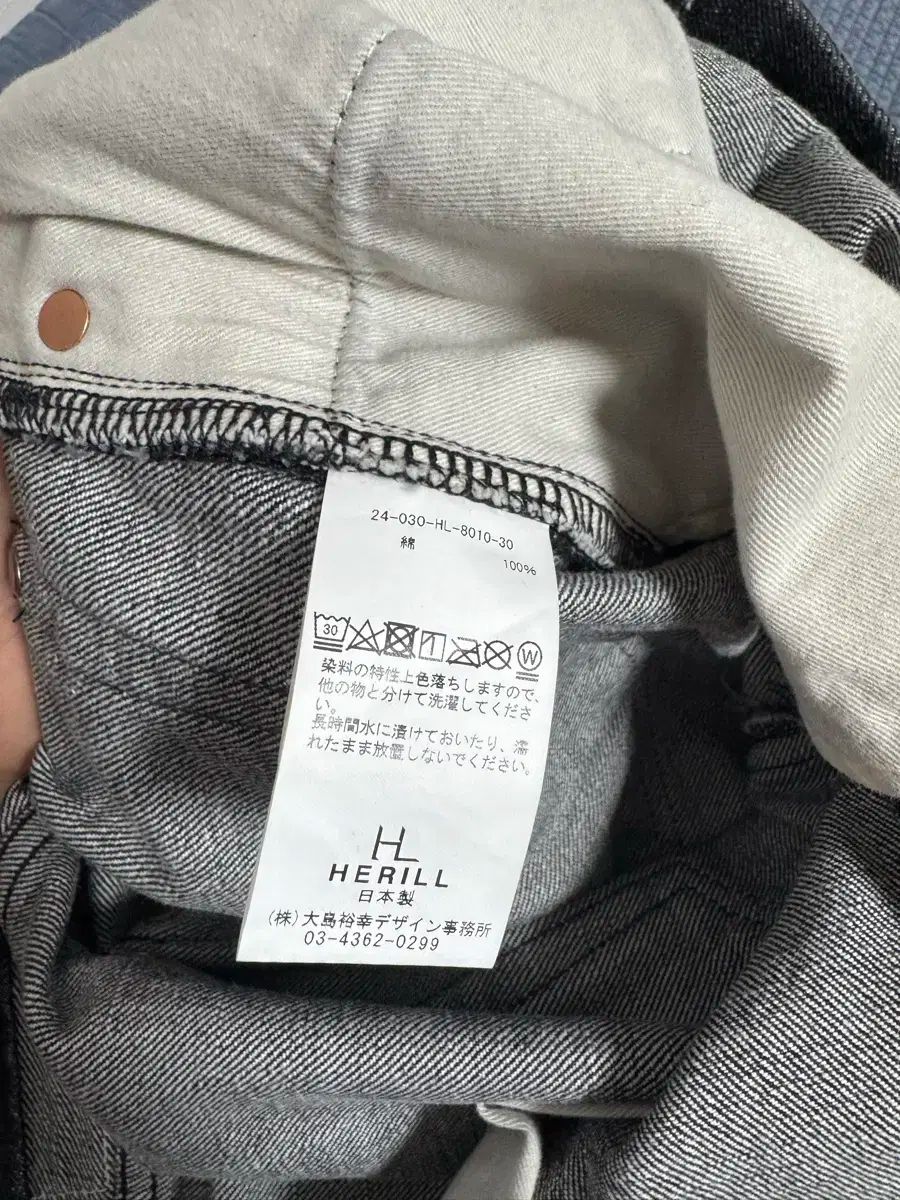 24-030-HL-8010-30
綿
100%
30
W
染料の特性上色落ちしますので、
他の物と分けて洗濯してくださ
い。
長時間水に漬けておいたり、濡
れたまま放置しないでください。
HL
HERILL
日本製
(株)大島裕幸デザイン事務所
03-4362-0299